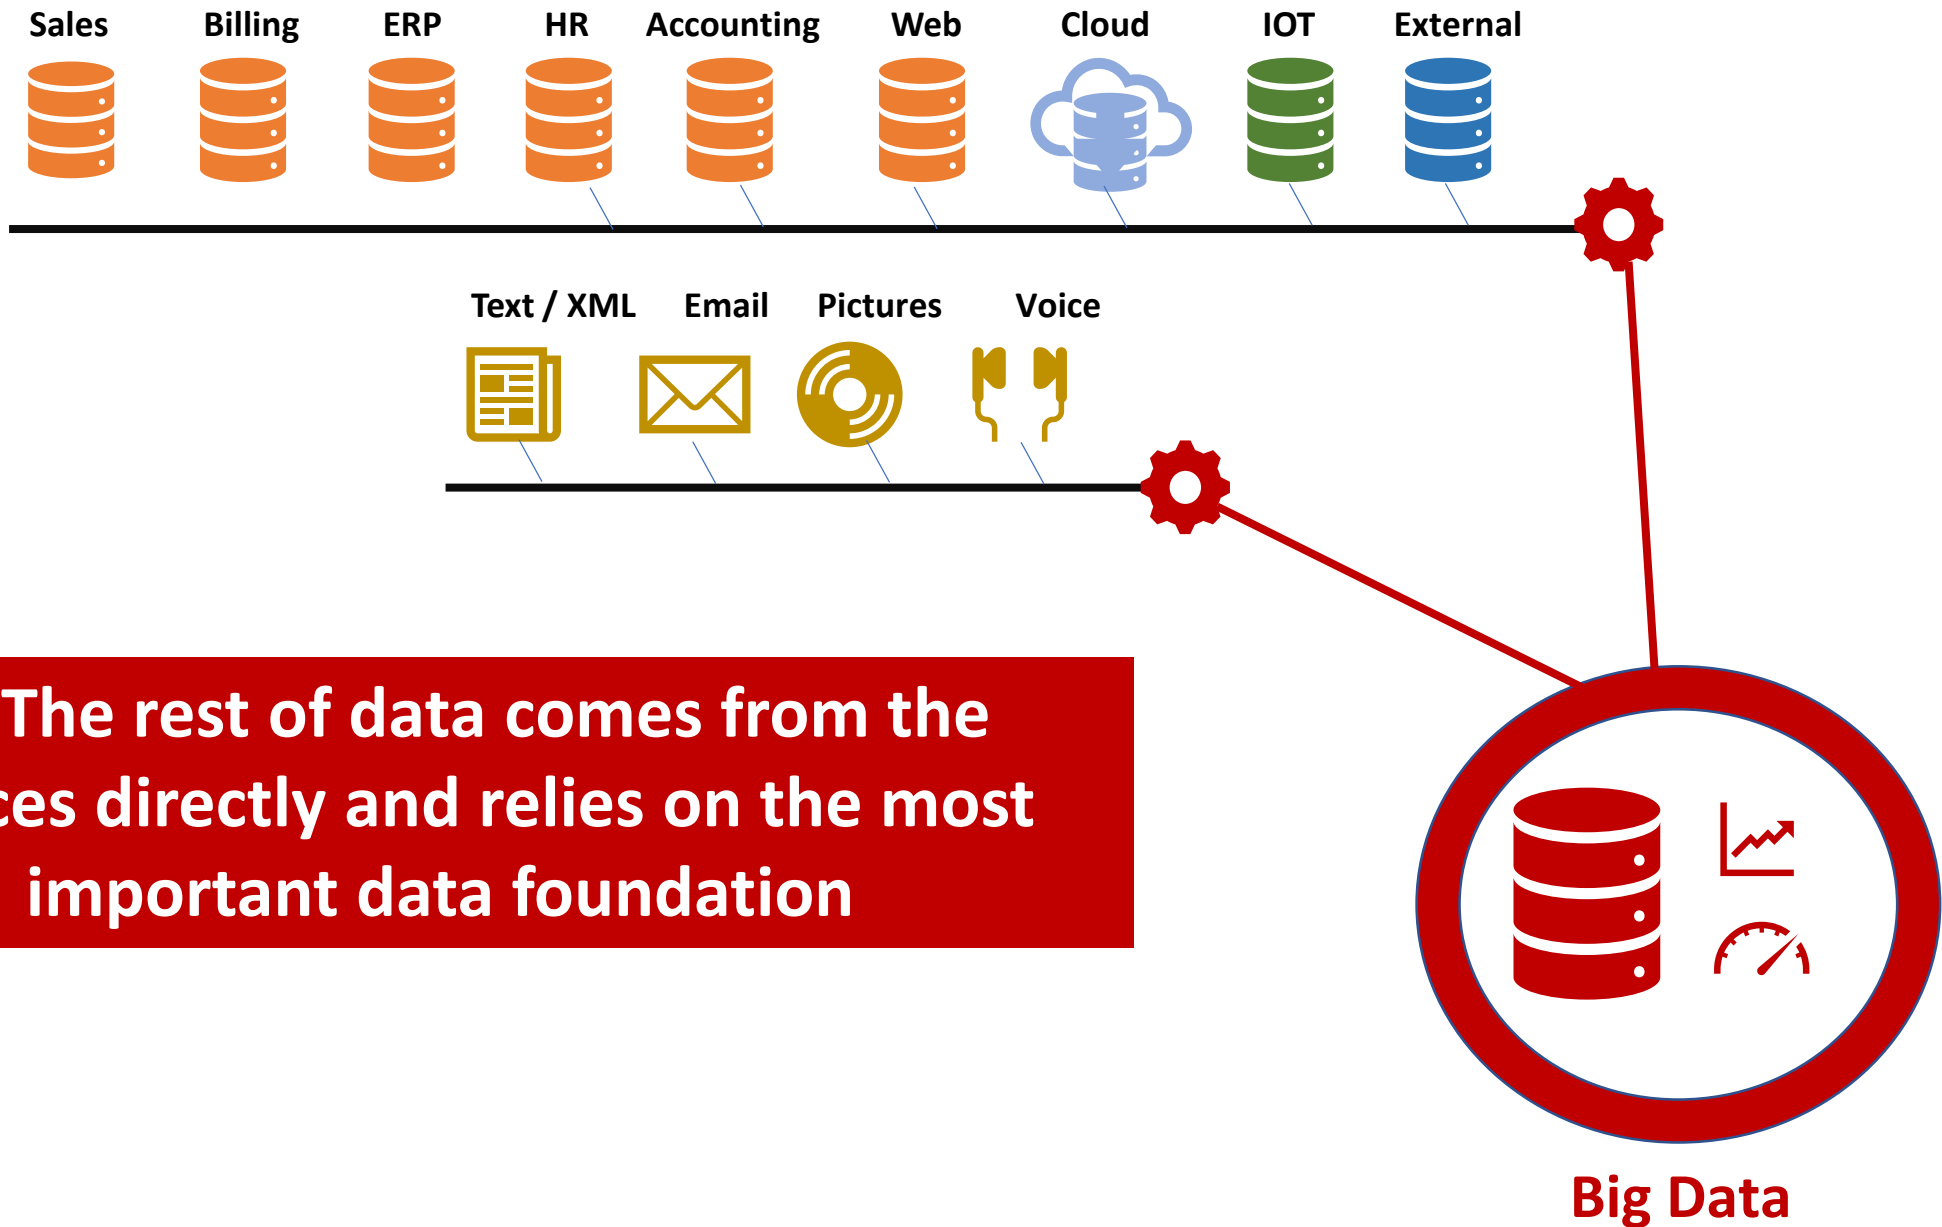 Sales Billing ERP HR Accounting Web Cloud IOT External
Text / XML Email Pictures Voice
The rest of data comes from the
directly and relies on the most
important data foundation
Big Data